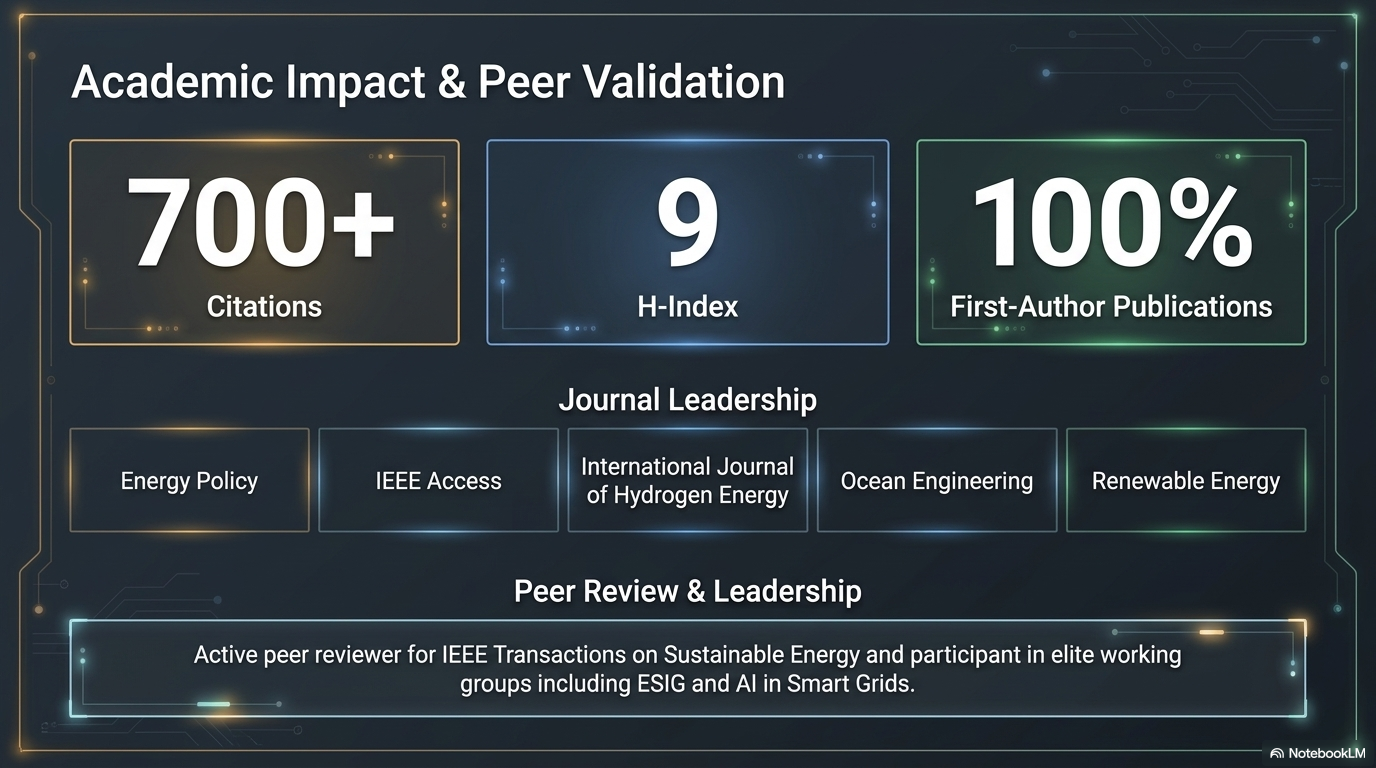 Academic Impact & Peer Validation
700+
Citations
9
H-Index
100%
First-Author Publications
Journal Leadership
Energy Policy
IEEE Access
International Journal
of Hydrogen Energy
Ocean Engineering
Renewable Energy
Peer Review & Leadership
Active peer reviewer for IEEE Transactions on Sustainable Energy and participant in elite working
groups including ESIG and AI in Smart Grids.
NotebookLM